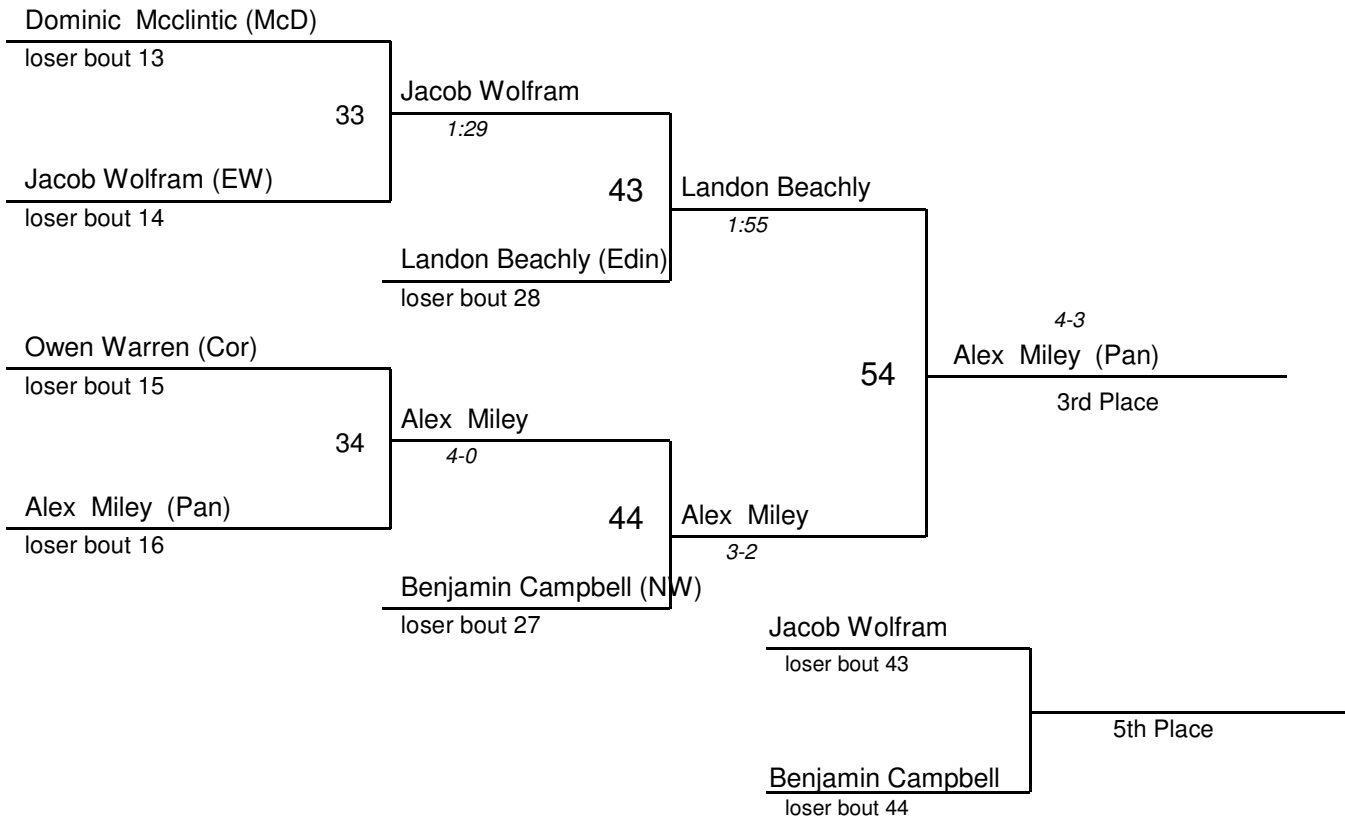 Dominic Mcclintic (McD)
loser bout 13
33
Jacob Wolfram
1:29
Jacob Wolfram (EW)
loser bout 14
43
Landon Beachly
1:55
Landon Beachly (Edin)
loser bout 28
Owen Warren (Cor)
loser bout 15
54
4-3
Alex Miley (Pan)
3rd Place
34
Alex Miley
4-0
Alex Miley (Pan)
loser bout 16
44
Alex Miley
3-2
Benjamin Campbell (NW)
loser bout 27
Jacob Wolfram
loser bout 43
5th Place
Benjamin Campbell
loser bout 44